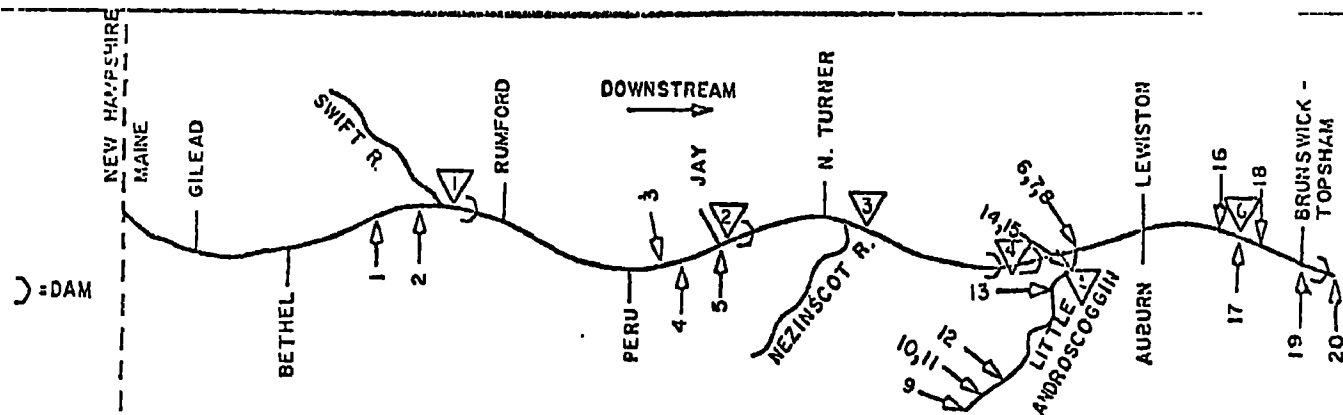 NEW HAMPSHIRE
MAINE
GILEAD
BETHEL
SWIFT R.
RUMFORD
DOWNSTREAM
PERU
JAY
N. TURNER
NEZINSCOT R.
LITTLE
ANDROSCOGGIN
AUBURN
LEWISTON
BRUNSWICK -
TOPSHAM
) = DAM
1
2
3
4
5
6,7,8
9
10,11
12
13
14,15
16
17
18
19
20
1
2
3
4
6